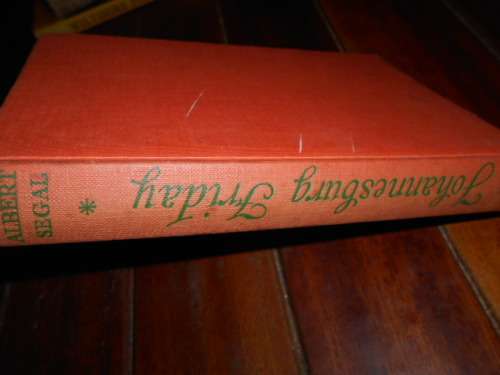 Johannesburg Friday
*
ALBERT
SEGAL